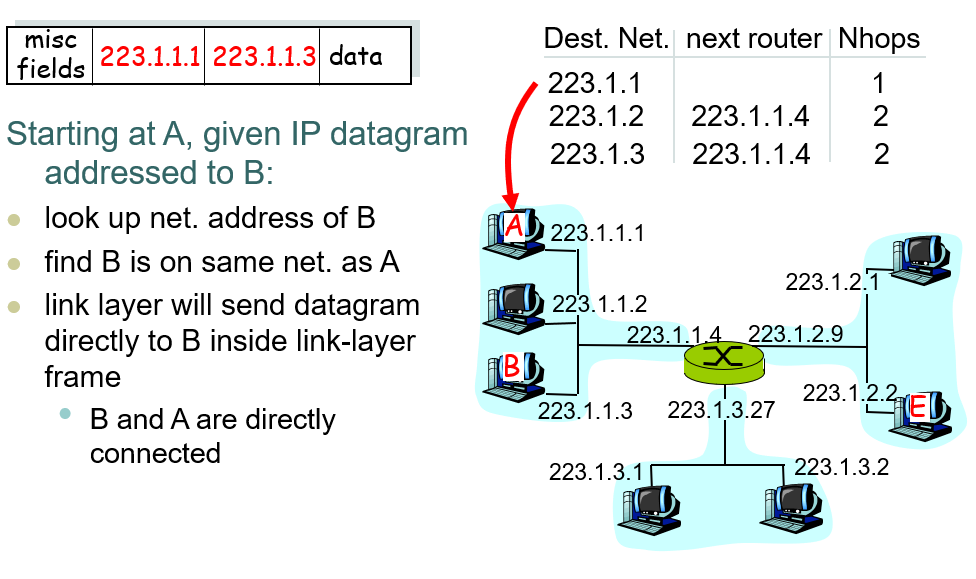 misc fields 223.1.1.1 223.1.1.3 data
Starting at A, given IP datagram
addressed to B:
look up net. address of B
find B is on same net. as A
link layer will send datagram
directly to B inside link-layer
frame
B and A are directly
connected
Dest. Net. next router Nhops
223.1.1 1
223.1.2 223.1.1.4 2
223.1.3 223.1.1.4 2
A 223.1.1.1
223.1.1.2
B
223.1.1.3
223.1.1.4 223.1.2.9
223.1.2.1
223.1.2.2
E
223.1.3.27
223.1.3.1 223.1.3.2